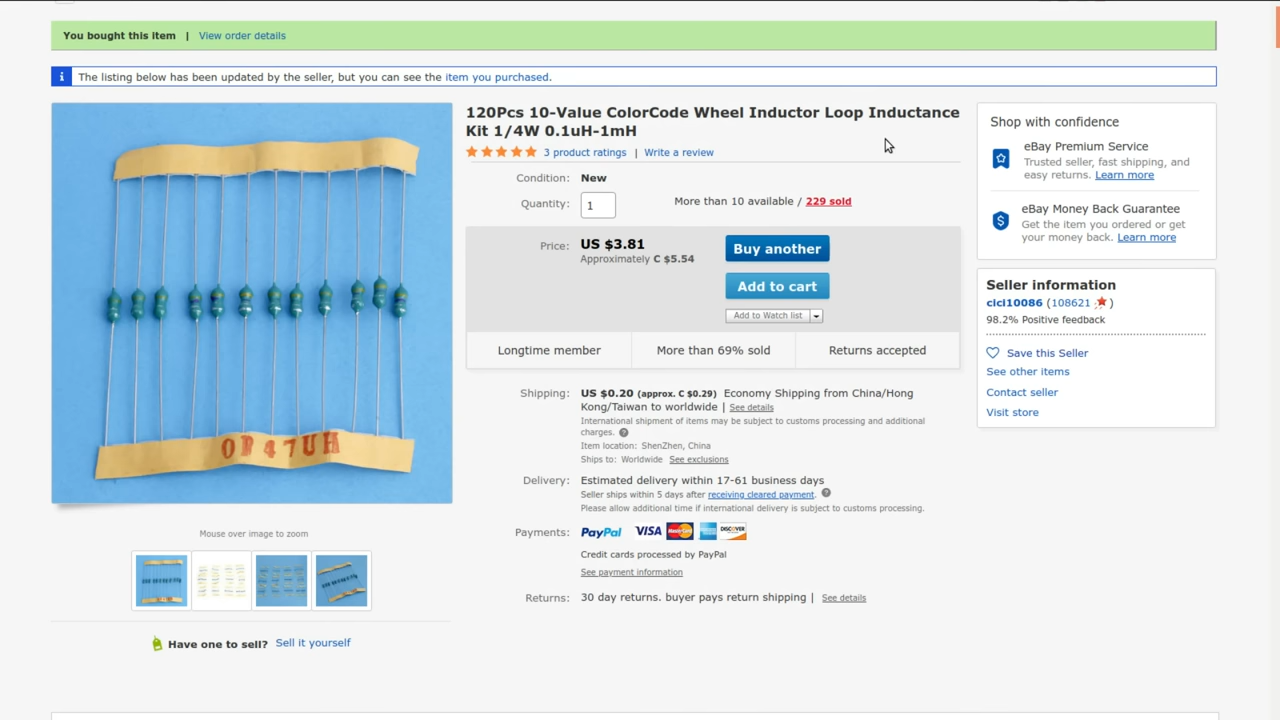 You bought this item | View order details
i The listing below has been updated by the seller, but you can see the item you purchased.
120Pcs 10-Value ColorCode Wheel Inductor Loop Inductance
Kit 1/4W 0.1uH-1mH
3 product ratings | Write a review
Condition: New
Quantity: 1 More than 10 available / 229 sold
Price: US $3.81
Approximately C $5.54
Buy another
Add to cart
Add to Watch list
Longtime member More than 69% sold Returns accepted
Shipping: US $0.20 (approx. C $0.29) Economy Shipping from China/Hong
Kong/Taiwan to worldwide | See details
International shipment of items may be subject to customs processing and additional
charges. ?
Item location: ShenZhen, China
Ships to: Worldwide See exclusions
Delivery: Estimated delivery within 17-61 business days
Seller ships within 5 days after receiving cleared payment. ?
Please allow additional time if international delivery is subject to customs processing.
Payments: PayPal VISA MasterCard DISCOVER
Credit cards processed by PayPal
See payment information
Returns: 30 day returns. buyer pays return shipping | See details
Shop with confidence
eBay Premium Service
Trusted seller, fast shipping, and
easy returns. Learn more
eBay Money Back Guarantee
Get the item you ordered or get
your money back. Learn more
Seller information
cici10086 (108621 )
98.2% Positive feedback
Save this Seller
See other items
Contact seller
Visit store
0R47UH
Mouse over image to zoom
Have one to sell? Sell it yourself